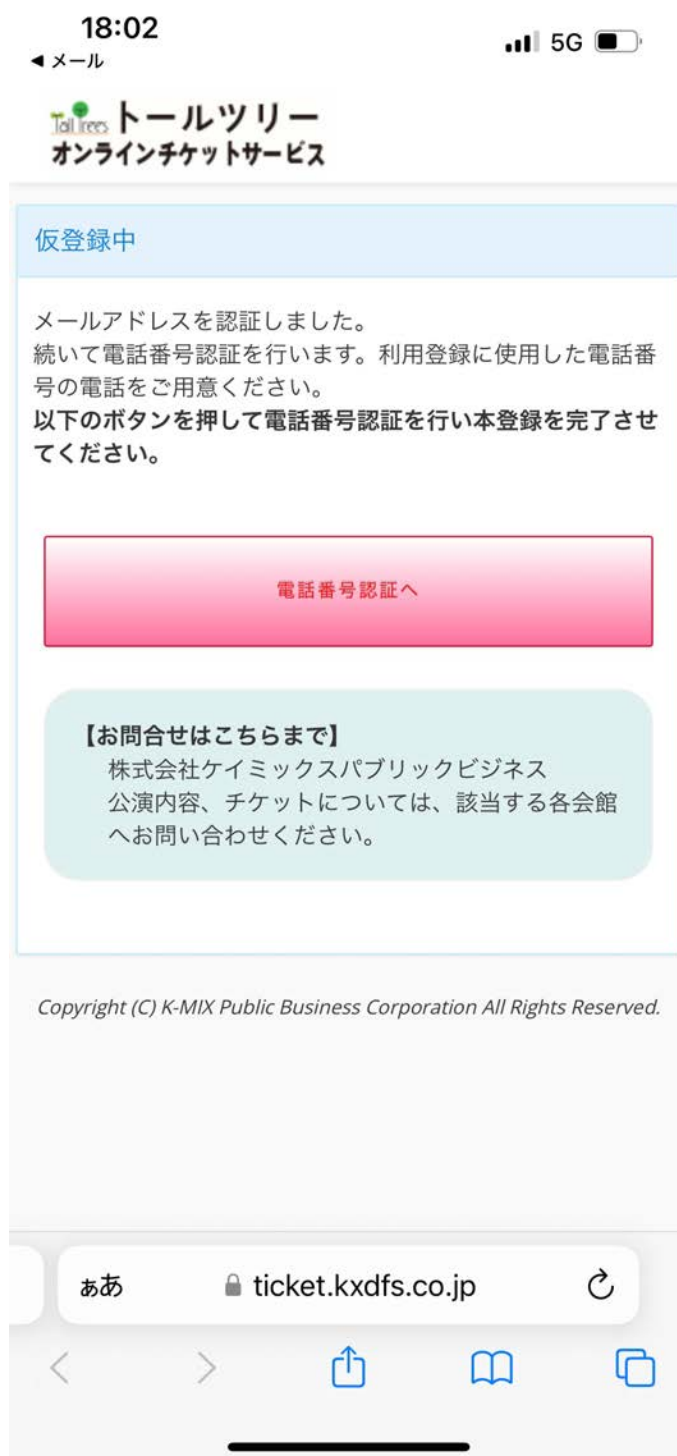 18:02
5G
◀ メール
Tall Trees トールツリー
オンラインチケットサービス
仮登録中
メールアドレスを認証しました。
続いて電話番号認証を行います。利用登録に使用した電話番
号の電話をご用意ください。
以下のボタンを押して電話番号認証を行い本登録を完了させ
てください。
電話番号認証へ
【お問合せはこちらまで】
株式会社ケイミックスパブリックビジネス
公演内容、チケットについては、該当する各会館
へお問い合わせください。
Copyright (C) K-MIX Public Business Corporation All Rights Reserved.
ぁあ ticket.kxdfs.co.jp